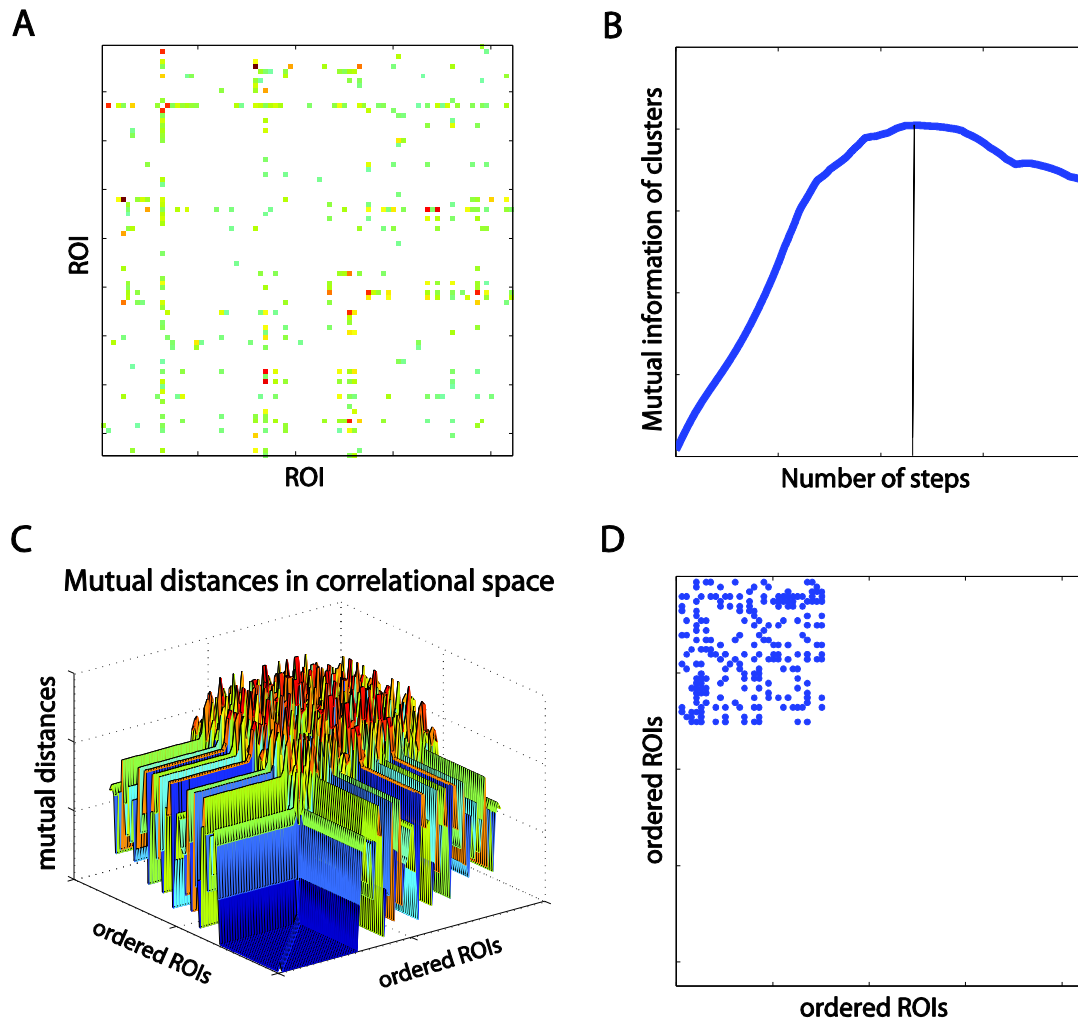 A
ROI
ROI
B
Mutual information of clusters
Number of steps
C
Mutual distances in correlational space
mutual distances
ordered ROIs
ordered ROIs
D
ordered ROIs
ordered ROIs